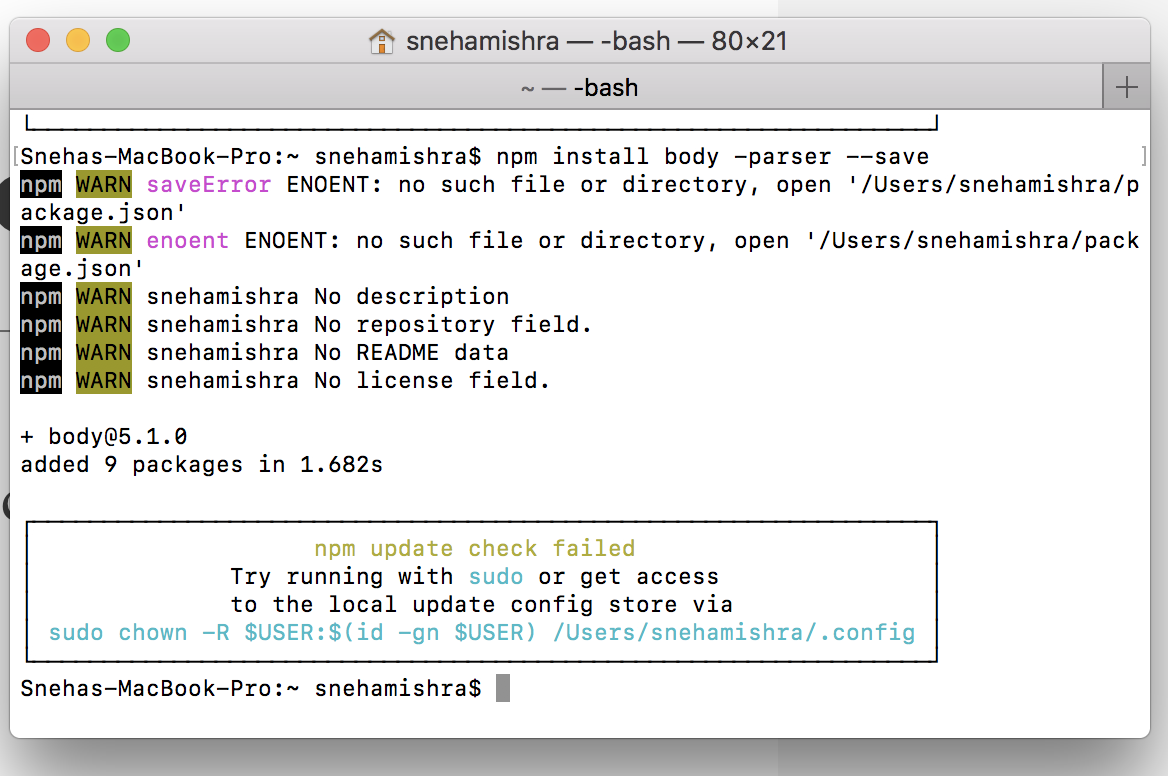 snehamishra — -bash — 80×21
~ — -bash
Snehas-MacBook-Pro:~ snehamishra$ npm install body -parser --save
npm WARN saveError ENOENT: no such file or directory, open '/Users/snehamishra/p
ackage.json'
npm WARN enoent ENOENT: no such file or directory, open '/Users/snehamishra/pack
age.json'
npm WARN snehamishra No description
npm WARN snehamishra No repository field.
npm WARN snehamishra No README data
npm WARN snehamishra No license field.
+ body@5.1.0
added 9 packages in 1.682s
npm update check failed
Try running with sudo or get access
to the local update config store via
sudo chown -R $USER:$(id -gn $USER) /Users/snehamishra/.config
Snehas-MacBook-Pro:~ snehamishra$